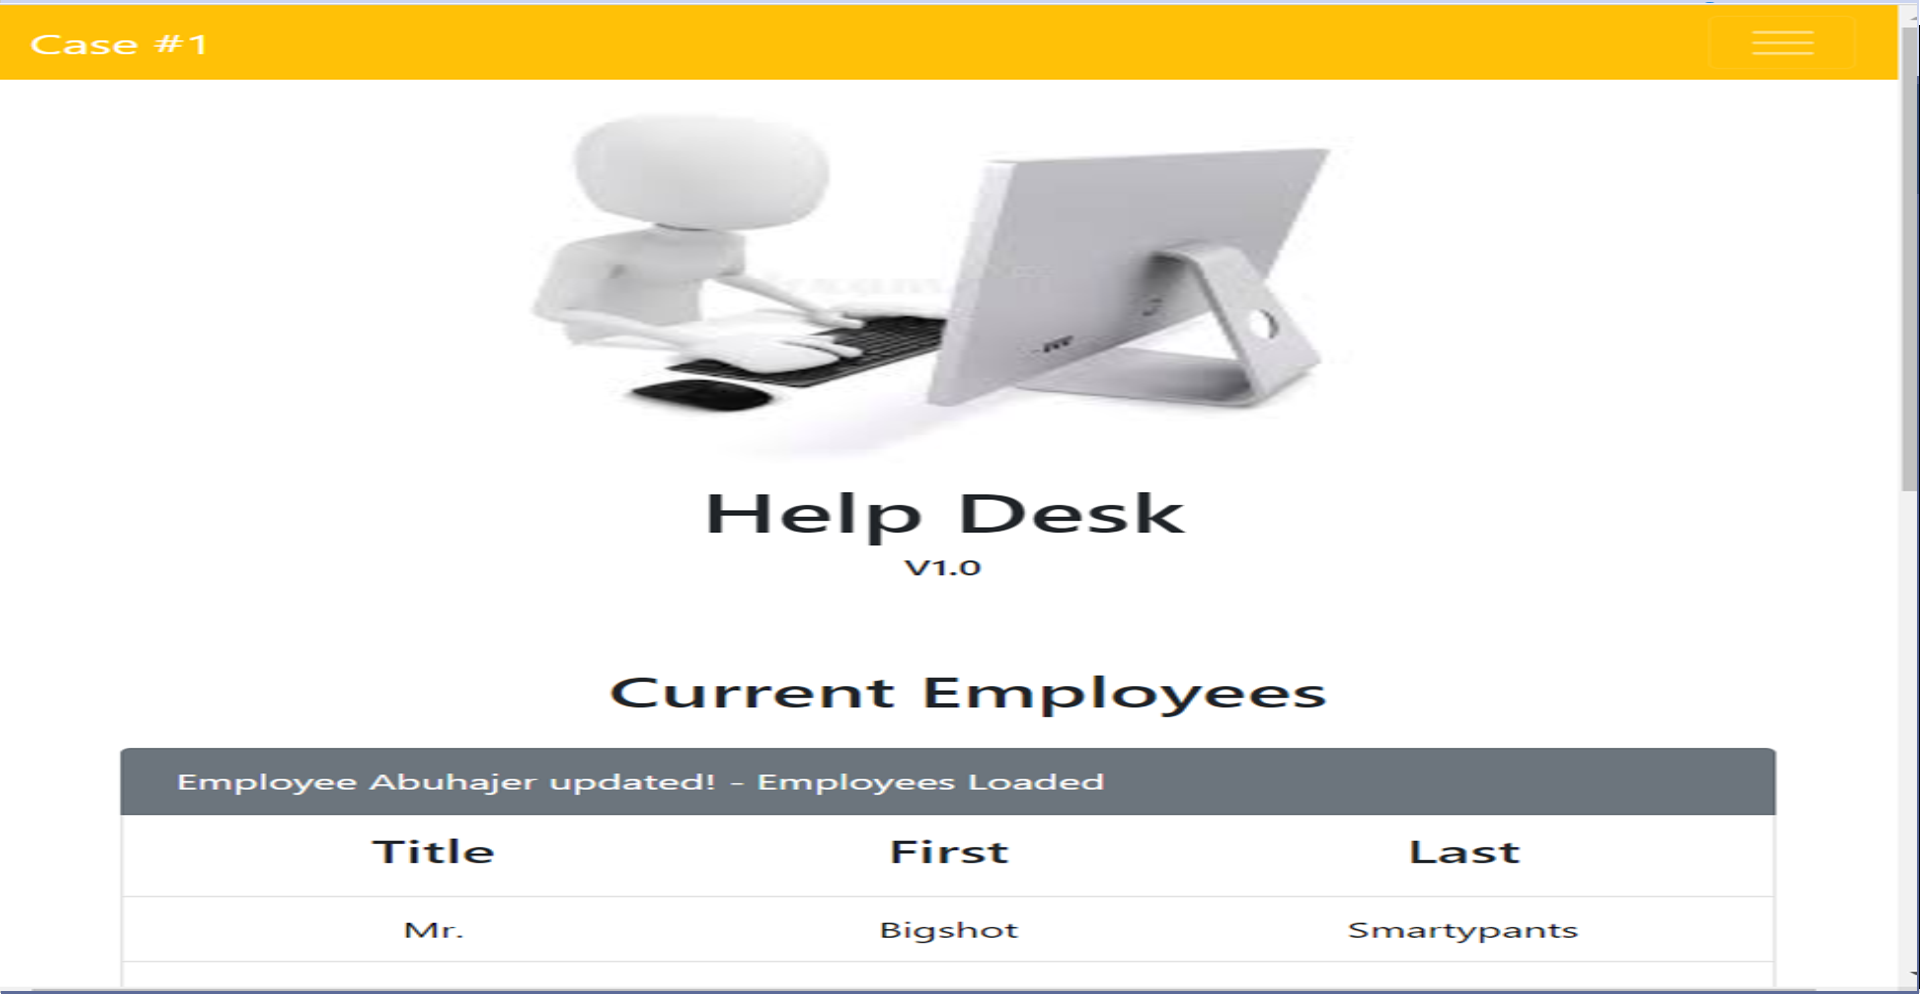 Case #1
Help Desk
V1.0
Current Employees
Employee Abuhajer updated! - Employees Loaded
Title First Last
Mr. Bigshot Smartypants